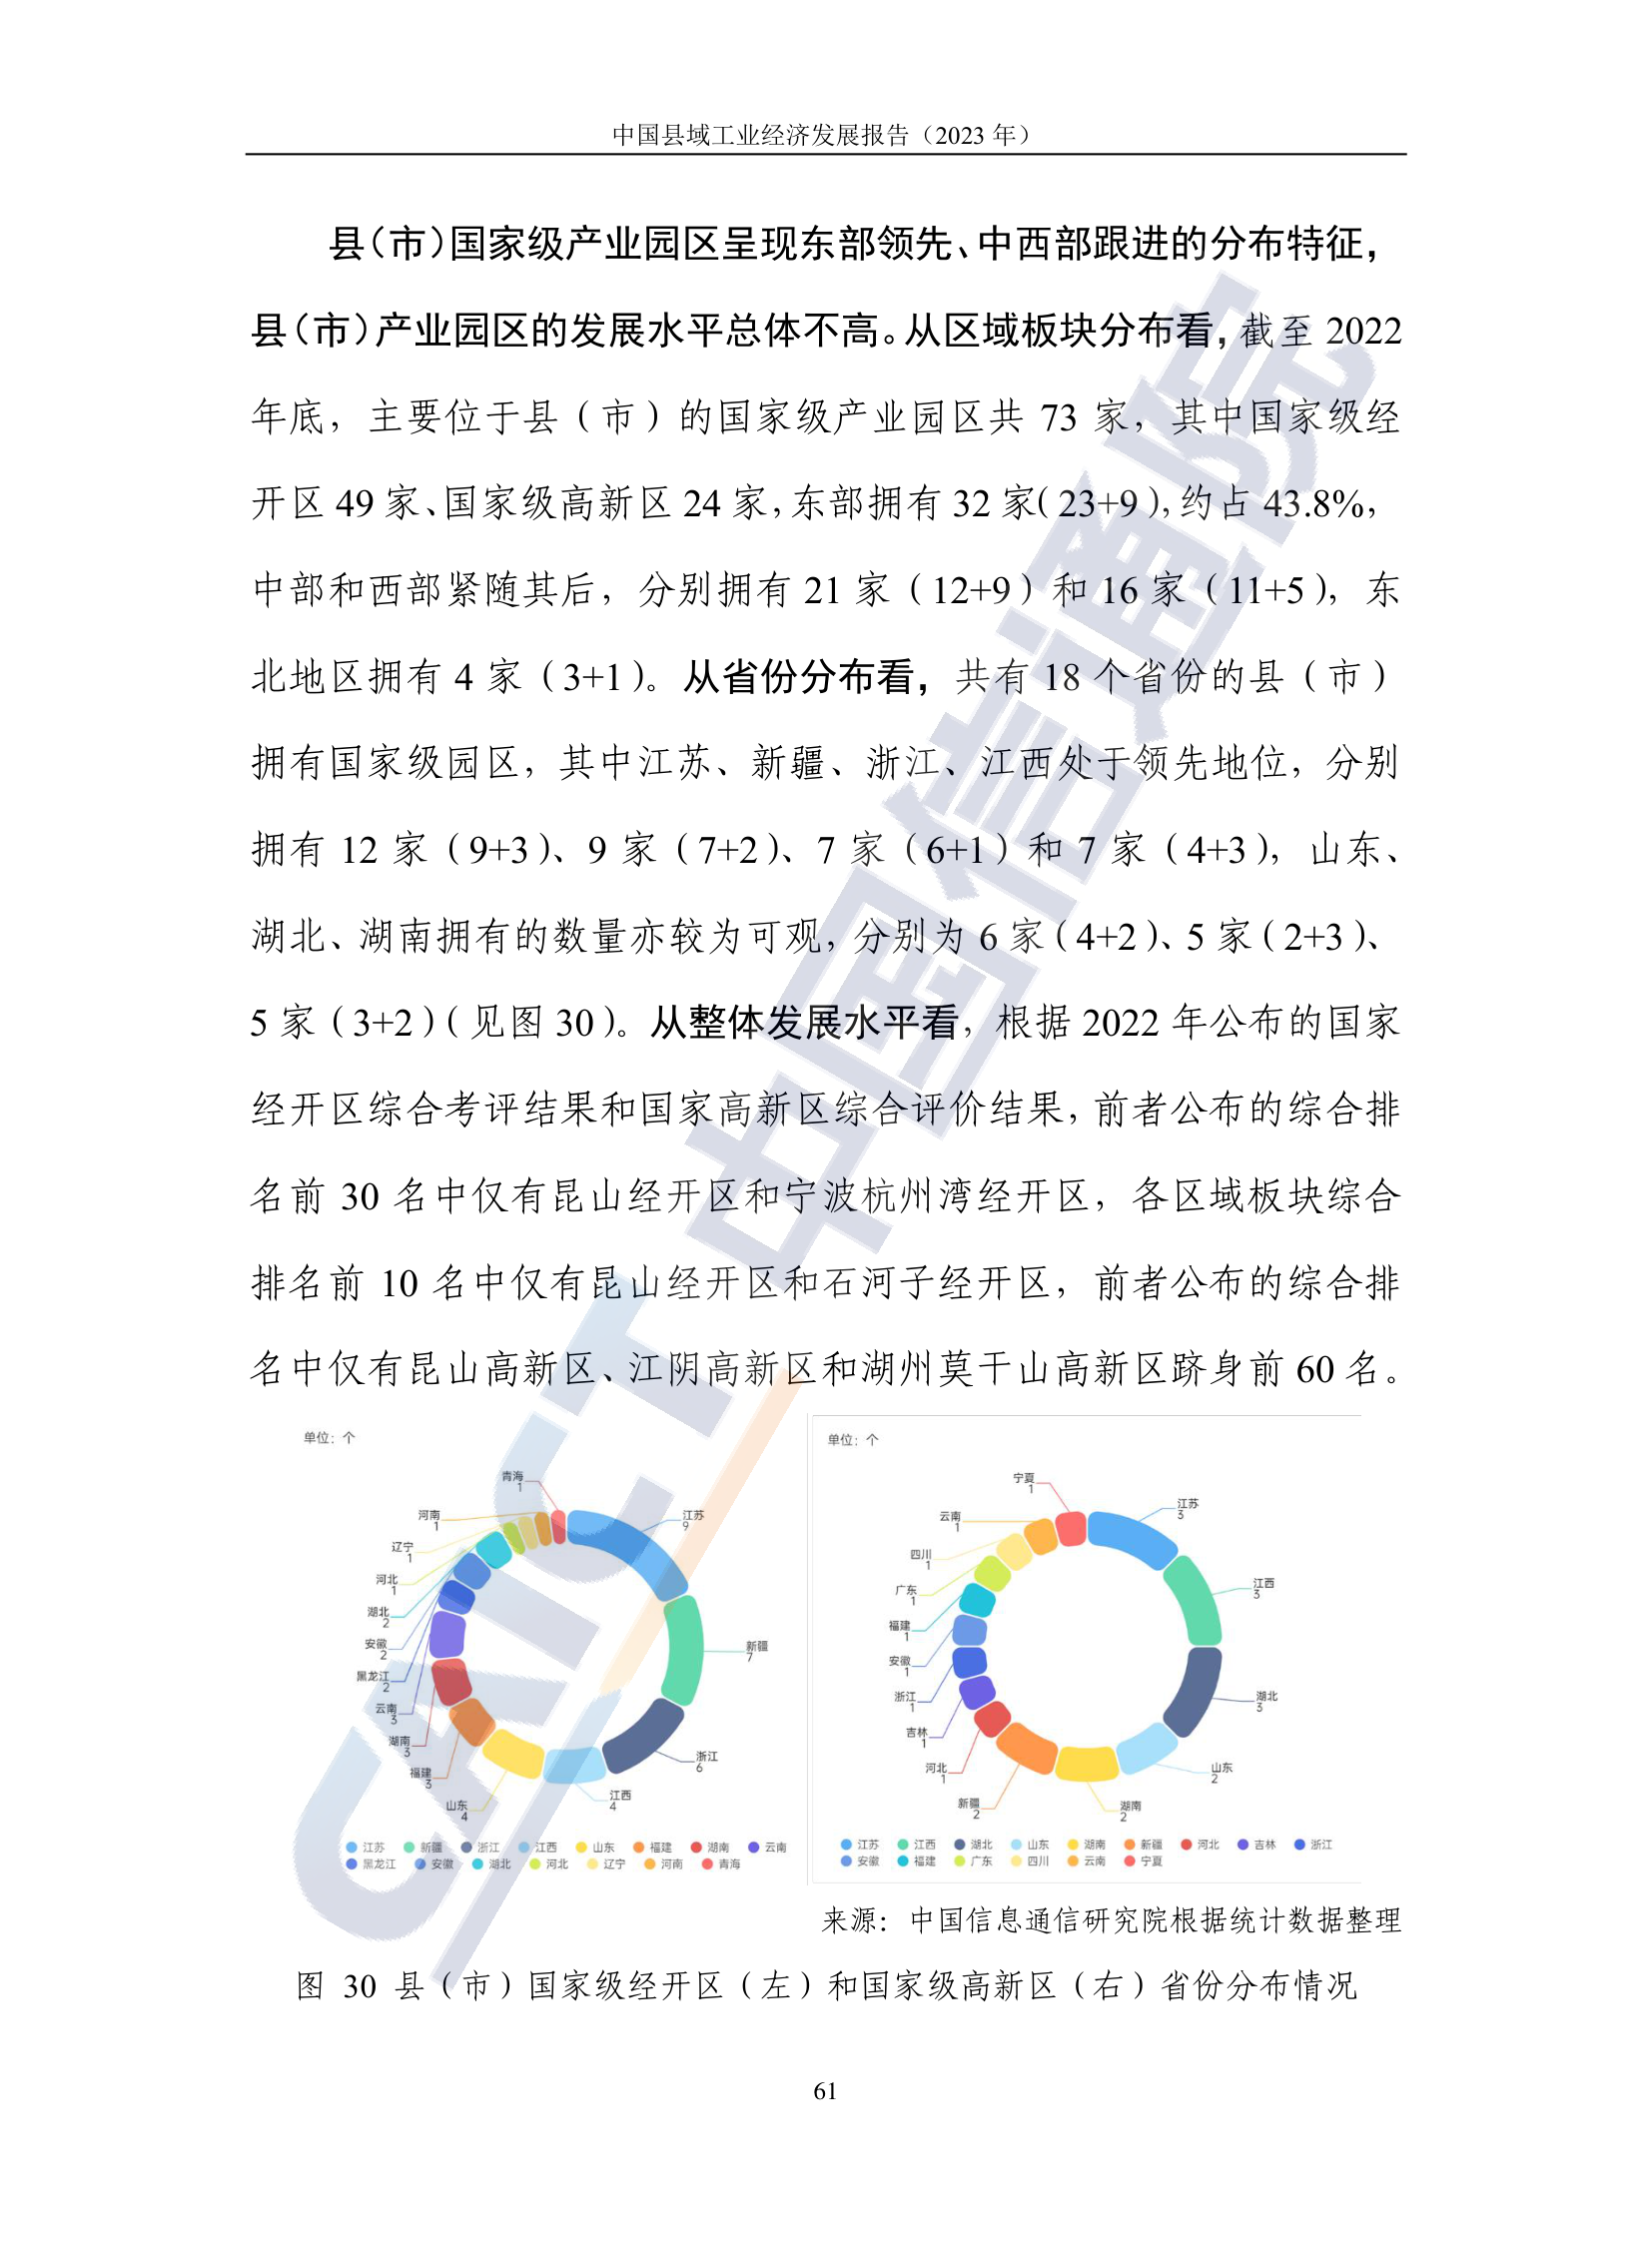 中国县域工业经济发展报告（2023 年）
县（市）国家级产业园区呈现东部领先、中西部跟进的分布特征，
县（市）产业园区的发展水平总体不高。从区域板块分布看，截至 2022
年底，主要位于县（市）的国家级产业园区共 73 家，其中国家级经
开区 49 家、国家级高新区 24 家，东部拥有 32 家（23+9），约占 43.8%，
中部和西部紧随其后，分别拥有 21 家（12+9）和 16 家（11+5），东
北地区拥有 4 家（3+1）。从省份分布看，共有 18 个省份的县（市）
拥有国家级园区，其中江苏、新疆、浙江、江西处于领先地位，分别
拥有 12 家（9+3）、9 家（7+2）、7 家（6+1）和 7 家（4+3），山东、
湖北、湖南拥有的数量亦较为可观，分别为 6 家（4+2）、5 家（2+3）、
5 家（3+2）（见图 30）。从整体发展水平看，根据 2022 年公布的国家
经开区综合考评结果和国家高新区综合评价结果，前者公布的综合排
名前 30 名中仅有昆山经开区和宁波杭州湾经开区，各区域板块综合
排名前 10 名中仅有昆山经开区和石河子经开区，前者公布的综合排
名中仅有昆山高新区、江阴高新区和湖州莫干山高新区跻身前 60 名。
单位：个
青海
1
江苏
9
河南
1
辽宁
1
河北
1
湖北
2
安徽
2
新疆
7
黑龙江
2
云南
3
湖南
3
浙江
6
福建
3
江西
4
山东
4
江苏 新疆 浙江 江西 山东 福建 湖南 云南
黑龙江 安徽 湖北 河北 辽宁 河南 青海
单位：个
宁夏
1
江苏
3
云南
1
四川
1
江西
3
广东
1
福建
1
安徽
1
浙江
1
湖北
3
吉林
1
河北
1
山东
2
新疆
2
湖南
2
江苏 江西 湖北 山东 湖南 新疆 河北 吉林 浙江
安徽 福建 广东 四川 云南 宁夏
来源：中国信息通信研究院根据统计数据整理
图 30 县（市）国家级经开区（左）和国家级高新区（右）省份分布情况
61
CAICT 中国信通院